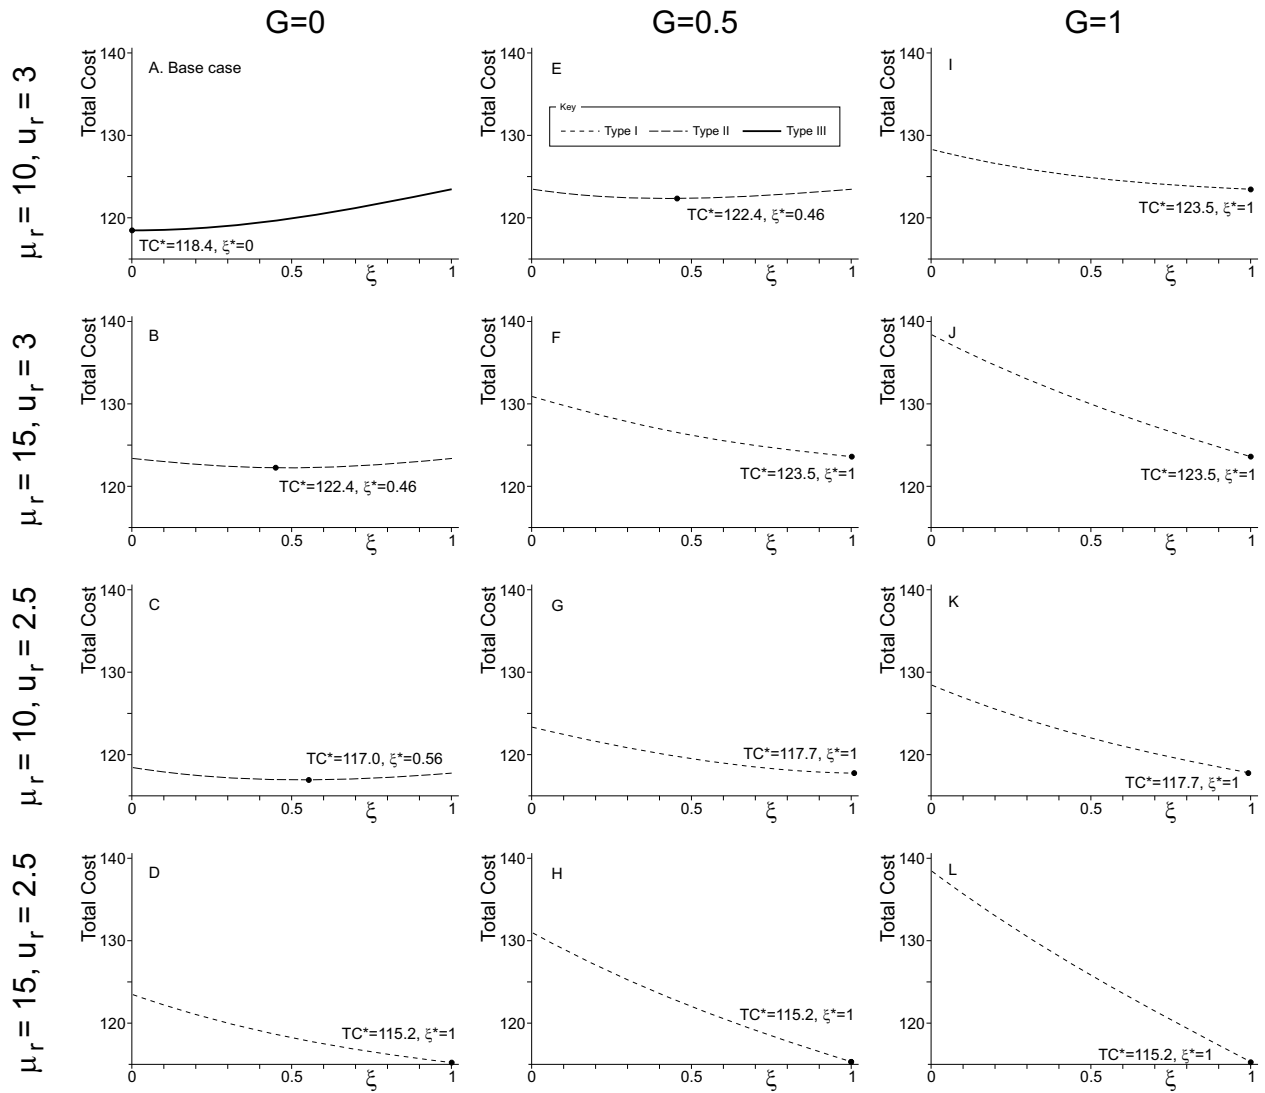 G=0
G=0.5
G=1
μr = 10, ur = 3
Total Cost
140
130
120
A. Base case
TC*=118.4, ξ*=0
0
0.5
ξ
1
Total Cost
140
130
120
E
Key
Type I
Type II
Type III
TC*=122.4, ξ*=0.46
0
0.5
ξ
1
Total Cost
140
130
120
I
TC*=123.5, ξ*=1
0
0.5
ξ
1
μr = 15, ur = 3
Total Cost
140
130
120
B
TC*=122.4, ξ*=0.46
0
0.5
ξ
1
Total Cost
140
130
120
F
TC*=123.5, ξ*=1
0
0.5
ξ
1
Total Cost
140
130
120
J
TC*=123.5, ξ*=1
0
0.5
ξ
1
μr = 10, ur = 2.5
Total Cost
140
130
120
C
TC*=117.0, ξ*=0.56
0
0.5
ξ
1
Total Cost
140
130
120
G
TC*=117.7, ξ*=1
0
0.5
ξ
1
Total Cost
140
130
120
K
TC*=117.7, ξ*=1
0
0.5
ξ
1
μr = 15, ur = 2.5
Total Cost
140
130
120
D
TC*=115.2, ξ*=1
0
0.5
ξ
1
Total Cost
140
130
120
H
TC*=115.2, ξ*=1
0
0.5
ξ
1
Total Cost
140
130
120
L
TC*=115.2, ξ*=1
0
0.5
ξ
1